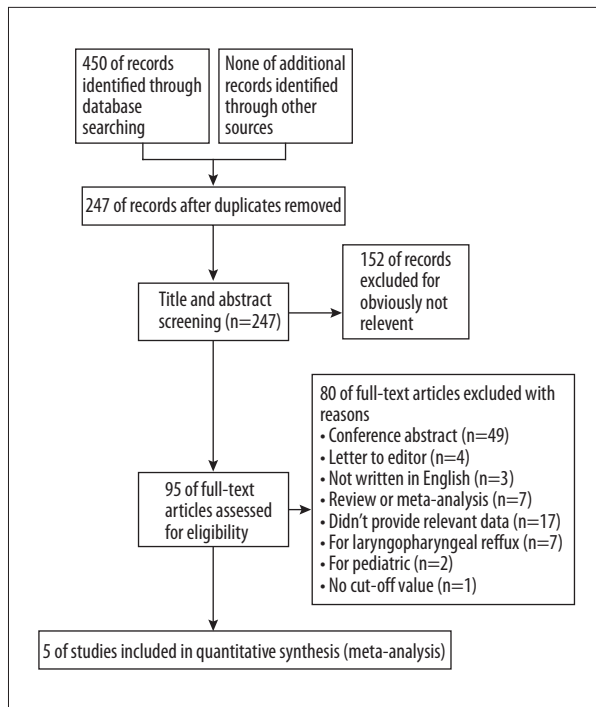 450 of records
identified through
database
searching
None of additional
records identified
through other
sources
247 of records after duplicates removed
Title and abstract
screening (n=247)
152 of records
excluded for
obviously not
relevent
95 of full-text
articles assessed
for eligibility
80 of full-text articles excluded with
reasons
• Conference abstract (n=49)
• Letter to editor (n=4)
• Not written in English (n=3)
• Review or meta-analysis (n=7)
• Didn't provide relevant data (n=17)
• For laryngopharyngeal reffux (n=7)
• For pediatric (n=2)
• No cut-off value (n=1)
5 of studies included in quantitative synthesis (meta-analysis)